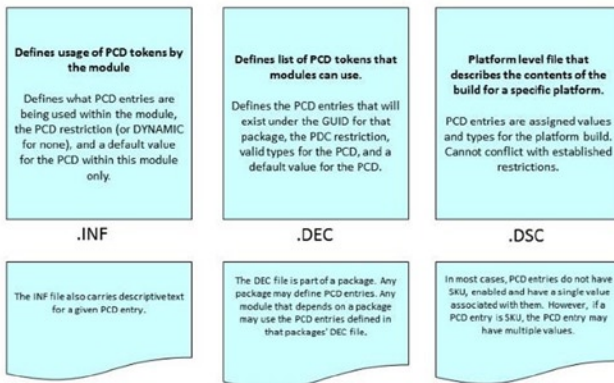 Defines usage of PCD tokens by
the module
Defines what PCD entries are
being used within the module,
the PCD restriction (or DYNAMIC
for none), and a default value
for the PCD within this module
only.
.INF
The INF file also carries descriptive text
for a given PCD entry.
Defines list of PCD tokens that
modules can use.
Defines the PCD entries that will
exist under the GUID for that
package, the PDC restriction,
valid types for the PCD, and a
default value for the PCD.
.DEC
The DEC file is part of a package. Any
package may define PCD entries. Any
module that depends on a package
may use the PCD entries defined in
that packages' DEC file.
Platform level file that
describes the contents of the
build for a specific platform.
PCD entries are assigned values
and types for the platform build.
Cannot conflict with established
restrictions.
.DSC
In most cases, PCD entries do not have
SKU, enabled and have a single value
associated with them. However, if a
PCD entry is SKU, the PCD entry may
have multiple values.